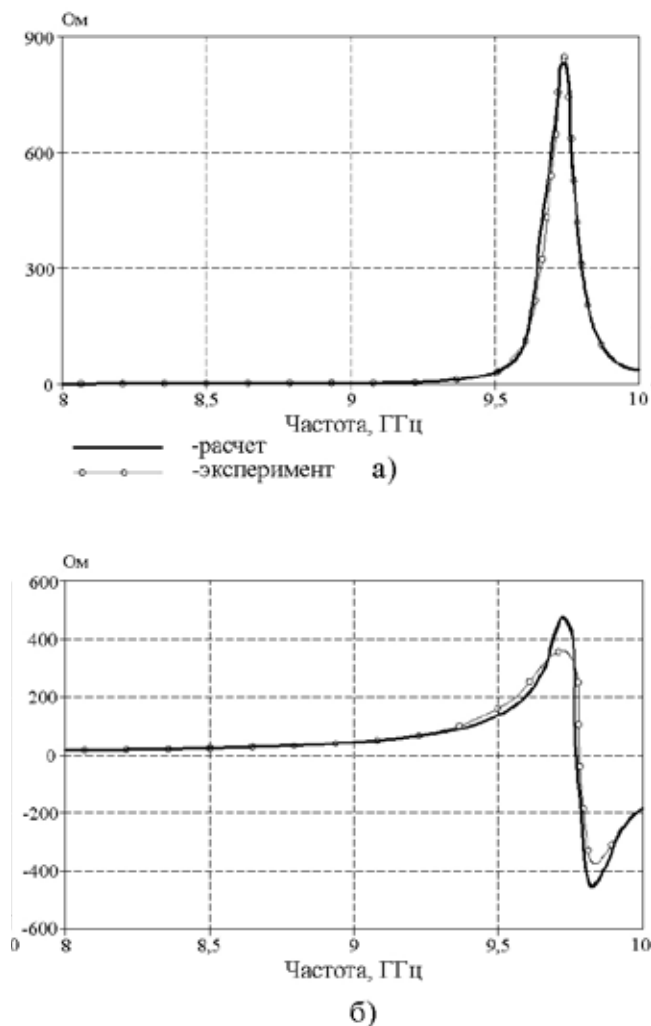 Ом
900
600
300
0
8 8,5 9 9,5 10
Частота, ГГц
-расчет
-эксперимент
а)
Ом
600
400
200
0
-200
-400
-600
0 8 8,5 9 9,5 10
Частота, ГГц
б)